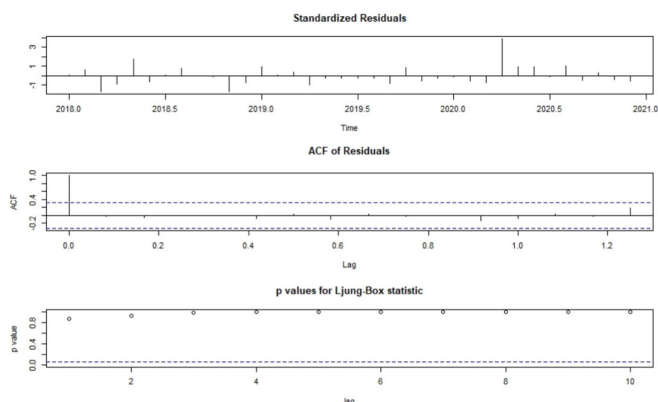 Standardized Residuals
3
1
-1
2018.0 2018.5 2019.0 2019.5 2020.0 2020.5 2021.0
Time
ACF of Residuals
ACF
1.0
0.4
-0.2
0.0 0.2 0.4 0.6 0.8 1.0 1.2
Lag
p values for Ljung-Box statistic
p value
0.8
0.4
0.0
2 4 6 8 10
lag